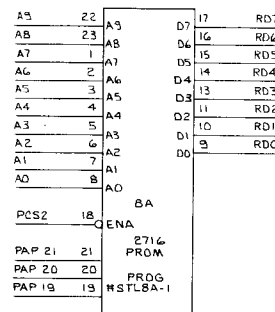 A9 22 A9 D7 17 RD7
A8 23 A8 D6 16 RD6
A7 1 A7 D5 15 RD5
A6 2 A6 D4 14 RD4
A5 3 A5 D3 13 RD3
A4 4 A4 D2 11 RD2
A3 5 A3 D1 10 RD1
A2 6 A2 D0 9 RD0
A1 7 A1
A0 8 A0
8A
PCS2 18 ENA
2716
PAP 21 21 PROM
PAP 20 20 PROG
PAP 19 19 #STL8A-1